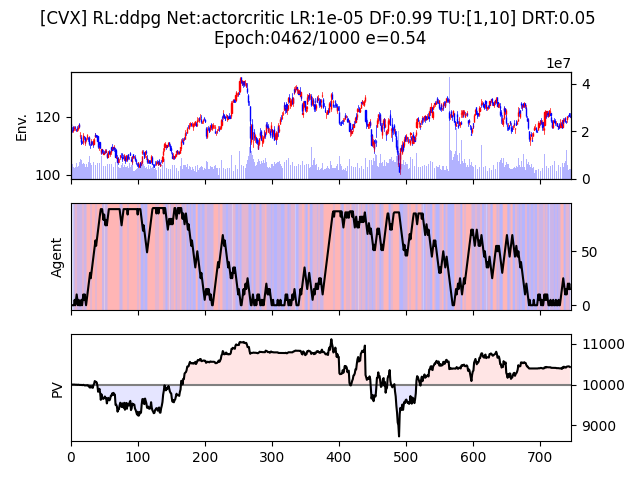 [CVX] RL:ddpg Net:actorcritic LR:1e-05 DF:0.99 TU:[1,10] DRT:0.05
Epoch:0462/1000 e=0.54
1e7
Env.
120
100
4
2
0
Agent
50
0
PV
11000
10000
9000
0 100 200 300 400 500 600 700